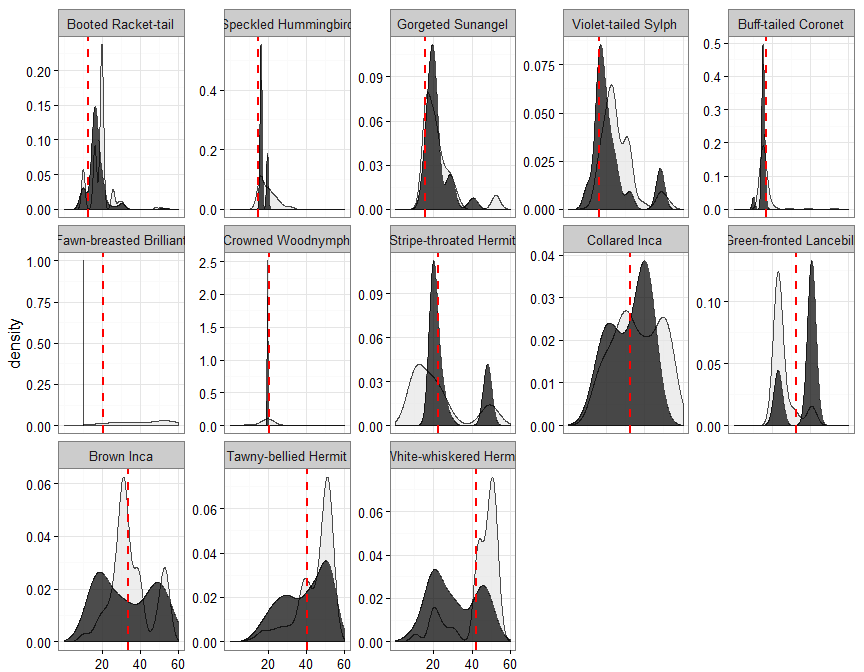 Booted Racket-tail Speckled Hummingbird Gorgeted Sunangel Violet-tailed Sylph Buff-tailed Coronet
0.20 0.4 0.09 0.075 0.5
0.15 0.2 0.06 0.050 0.4
0.10 0.0 0.03 0.025 0.3
0.05 0.00 0.000 0.2
0.00 0.1
0.0
Fawn-breasted Brilliant Crowned Woodnymph Stripe-throated Hermit Collared Inca Green-fronted Lancebill
1.00 2.5 0.09 0.04 0.10
0.75 2.0 0.06 0.03 0.05
0.50 1.5 0.03 0.02 0.00
0.25 1.0 0.00 0.01
0.00 0.5 0.00
0.0
density
Brown Inca Tawny-bellied Hermit White-whiskered Herm
0.06 0.06 0.06
0.04 0.04 0.04
0.02 0.02 0.02
0.00 0.00 0.00
20 40 60 20 40 60 20 40 60